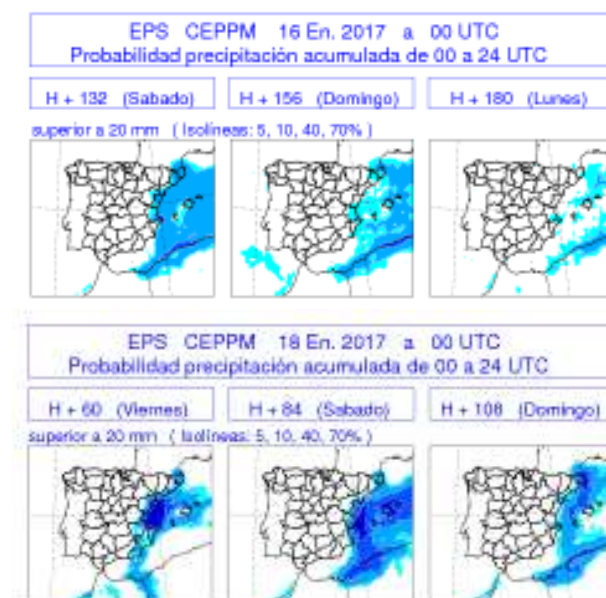 EPS CEPPM 16 En. 2017 a 00 UTC
Probabilidad precipitación acumulada de 00 a 24 UTC
H + 132 (Sabado) H + 156 (Domingo) H + 180 (Lunes)
superior a 20 mm ( Isolíneas: 5, 10, 40, 70% )
EPS CEPPM 18 En. 2017 a 00 UTC
Probabilidad precipitación acumulada de 00 a 24 UTC
H + 60 (Viernes) H + 84 (Sabado) H + 108 (Domingo)
superior a 20 mm ( Isolíneas: 5, 10, 40, 70% )